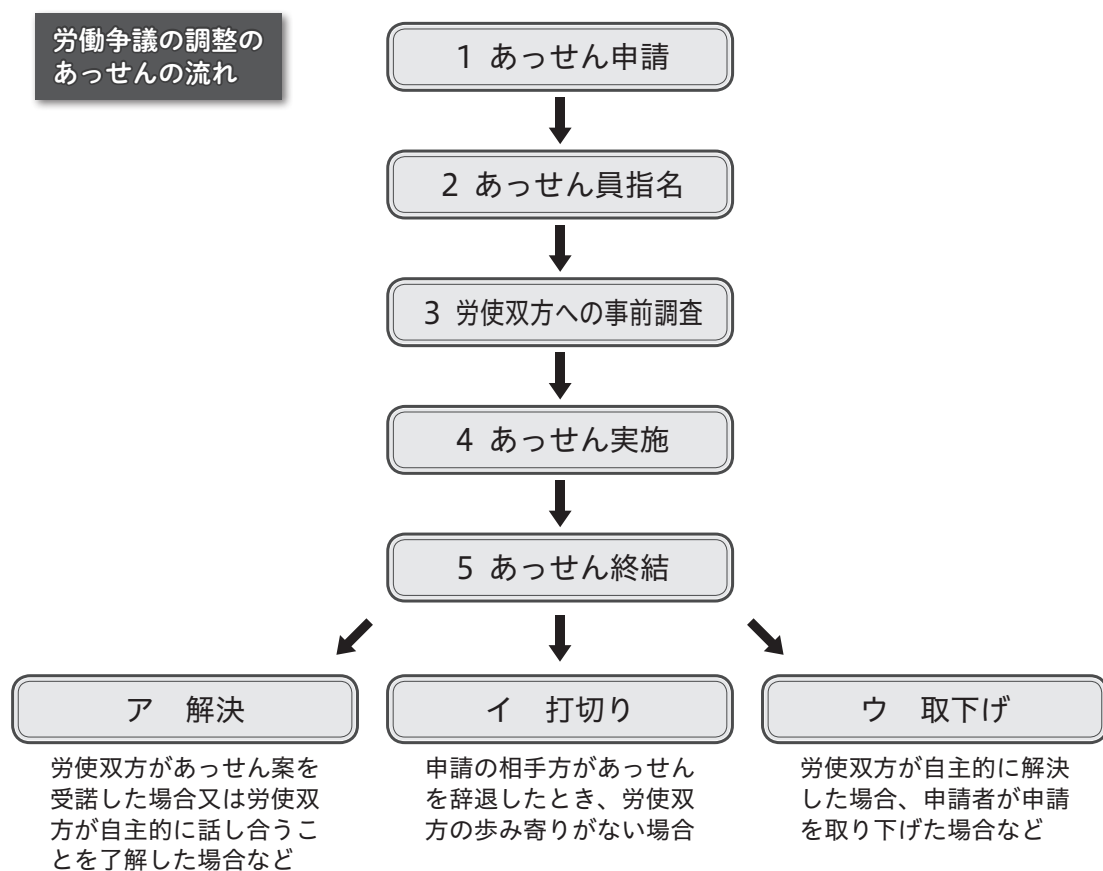 労働争議の調整の
あっせんの流れ
1 あっせん申請
2 あっせん員指名
3 労使双方への事前調査
4 あっせん実施
5 あっせん終結
ア 解決
労使双方があっせん案を
受諾した場合又は労使双
方が自主的に話し合うこ
とを了解した場合など
イ 打切り
申請の相手方があっせん
を辞退したとき、労使双
方の歩み寄りがない場合
ウ 取下げ
労使双方が自主的に解決
した場合、申請者が申請
を取り下げた場合など